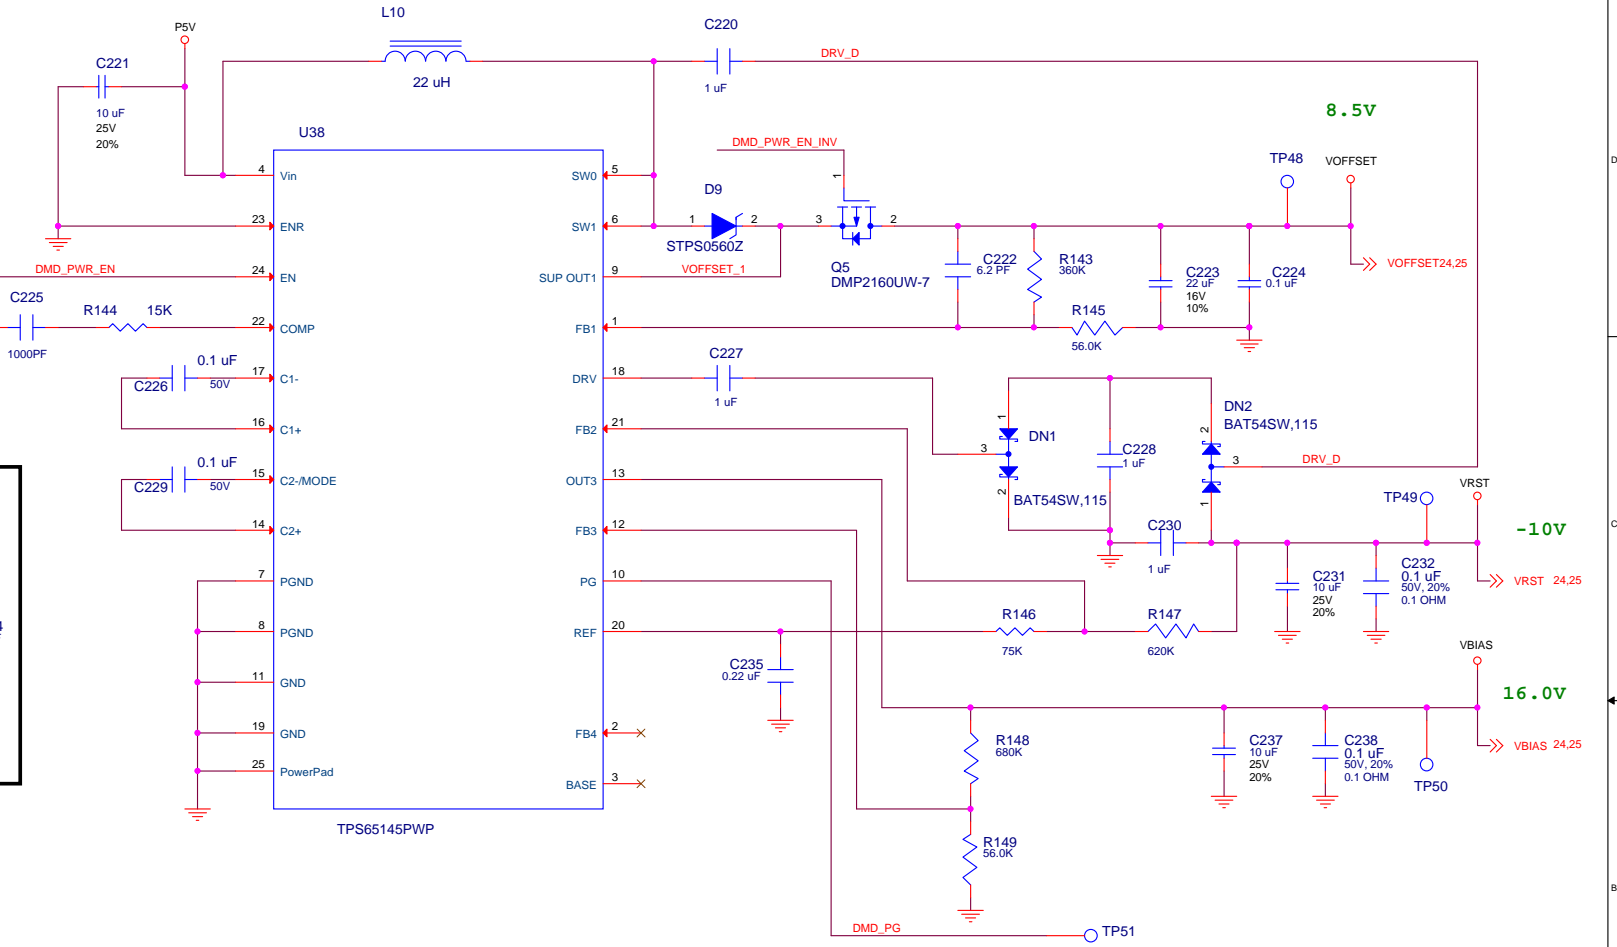 L10
22 uH
P5V
C221
10 uF
25V
20%
C220
1 uF
DRV_D
8.5V
U38
TPS65145PWP
4 Vin
23 ENR
24 EN
22 COMP
17 C1-
16 C1+
15 C2-/MODE
14 C2+
7 PGND
8 PGND
11 GND
19 GND
25 PowerPad
SW0 5
SW1 6
SUP OUT1 9
FB1 1
DRV 18
FB2 21
OUT3 13
FB3 12
PG 10
REF 20
FB4 2
BASE 3
DMD_PWR_EN
C225
1000PF
R144 15K
0.1 uF
C226
50V
0.1 uF
C229
50V
DMD_PWR_EN_INV
D9
1 2
STPS0560Z
VOFFSET_1
1
3 2
Q5
DMP2160UW-7
C222
6.2 PF
R143
360K
R145
56.0K
C223
22 uF
16V
10%
C224
0.1 uF
TP48
VOFFSET
VOFFSET24,25
C227
1 uF
1
3
2
DN1
BAT54SW,115
C228
1 uF
DN2
BAT54SW,115
2
3
1
DRV_D
C230
1 uF
TP49
VRST
-10V
VRST 24,25
C231
10 uF
25V
20%
C232
0.1 uF
50V, 20%
0.1 OHM
R146
75K
R147
620K
C235
0.22 uF
VBIAS
16.0V
VBIAS 24,25
R148
680K
R149
56.0K
C237
10 uF
25V
20%
C238
0.1 uF
50V, 20%
0.1 OHM
TP50
DMD_PG
TP51
D
C
B